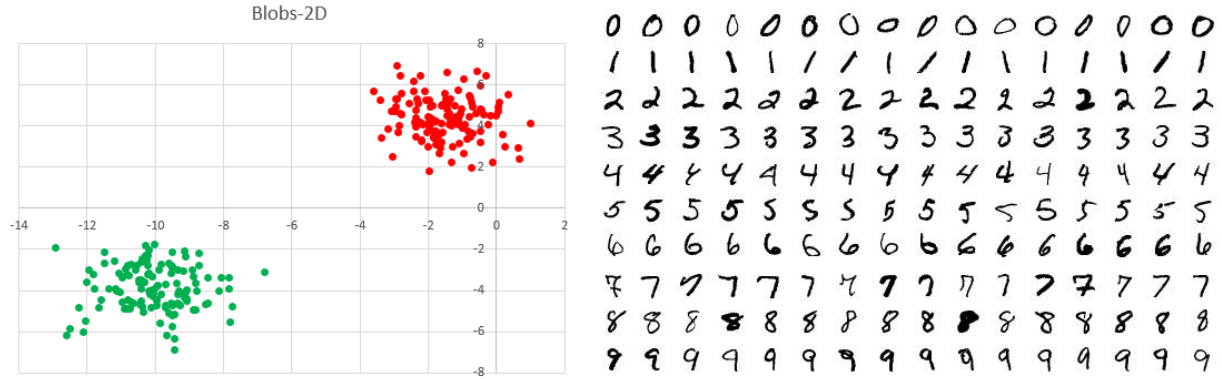 Blobs-2D
8
6
4
2
0
-14 -12 -10 -8 -6 -4 -2 0 2
-2
-4
-6
-8
0 0 0 0 0 0 0 0 0 0 0 0 0 0 0 0
1 1 1 1 1 1 1 1 1 1 1 1 1 1 1 1
2 2 2 2 2 2 2 2 2 2 2 2 2 2 2 2
3 3 3 3 3 3 3 3 3 3 3 3 3 3 3 3
4 4 4 4 4 4 4 4 4 4 4 4 4 4 4 4
5 5 5 5 5 5 5 5 5 5 5 5 5 5 5 5
6 6 6 6 6 6 6 6 6 6 6 6 6 6 6 6
7 7 7 7 7 7 7 7 7 7 7 7 7 7 7 7
8 8 8 8 8 8 8 8 8 8 8 8 8 8 8 8
9 9 9 9 9 9 9 9 9 9 9 9 9 9 9 9